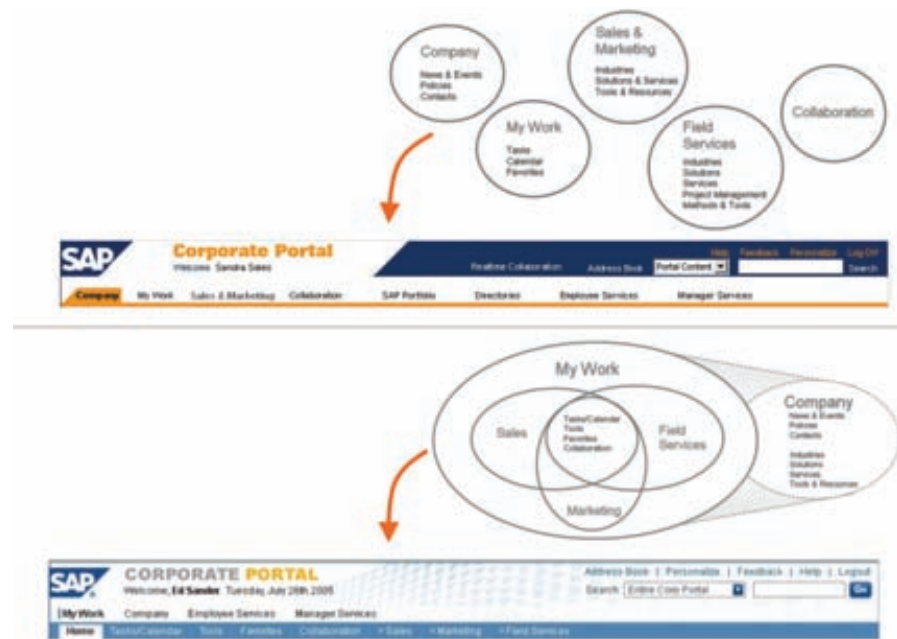 Company
News & Events
Policies
Contacts
Sales &
Marketing
Industries
Solutions & Services
Tools & Resources
Collaboration
My Work
Tasks
Calendar
Favorites
Field
Services
Industries
Solutions
Services
Project Management
Methods & Tools
SAP
Corporate Portal
Welcome Sandra Sales
Help Feedback Personalize Log Off
Realtime Collaboration Address Book Portal Content Search
Company My Work Sales & Marketing Collaboration SAP Portfolio Directories Employee Services Manager Services
My Work
Sales
Tasks/Calendar
Tools
Favorites
Collaboration
Field
Services
Marketing
Company
News & Events
Policies
Contacts
Industries
Solutions
Services
Tools & Resources
SAP
CORPORATE PORTAL
Welcome, Ed Sander Tuesday, July 26th 2005
Address Book | Personalize | Feedback | Help | Logout
Search Entire Corp Portal Go
My Work Company Employee Services Manager Services
Home Tasks/Calendar Tools Favorites Collaboration Sales Marketing Field Services